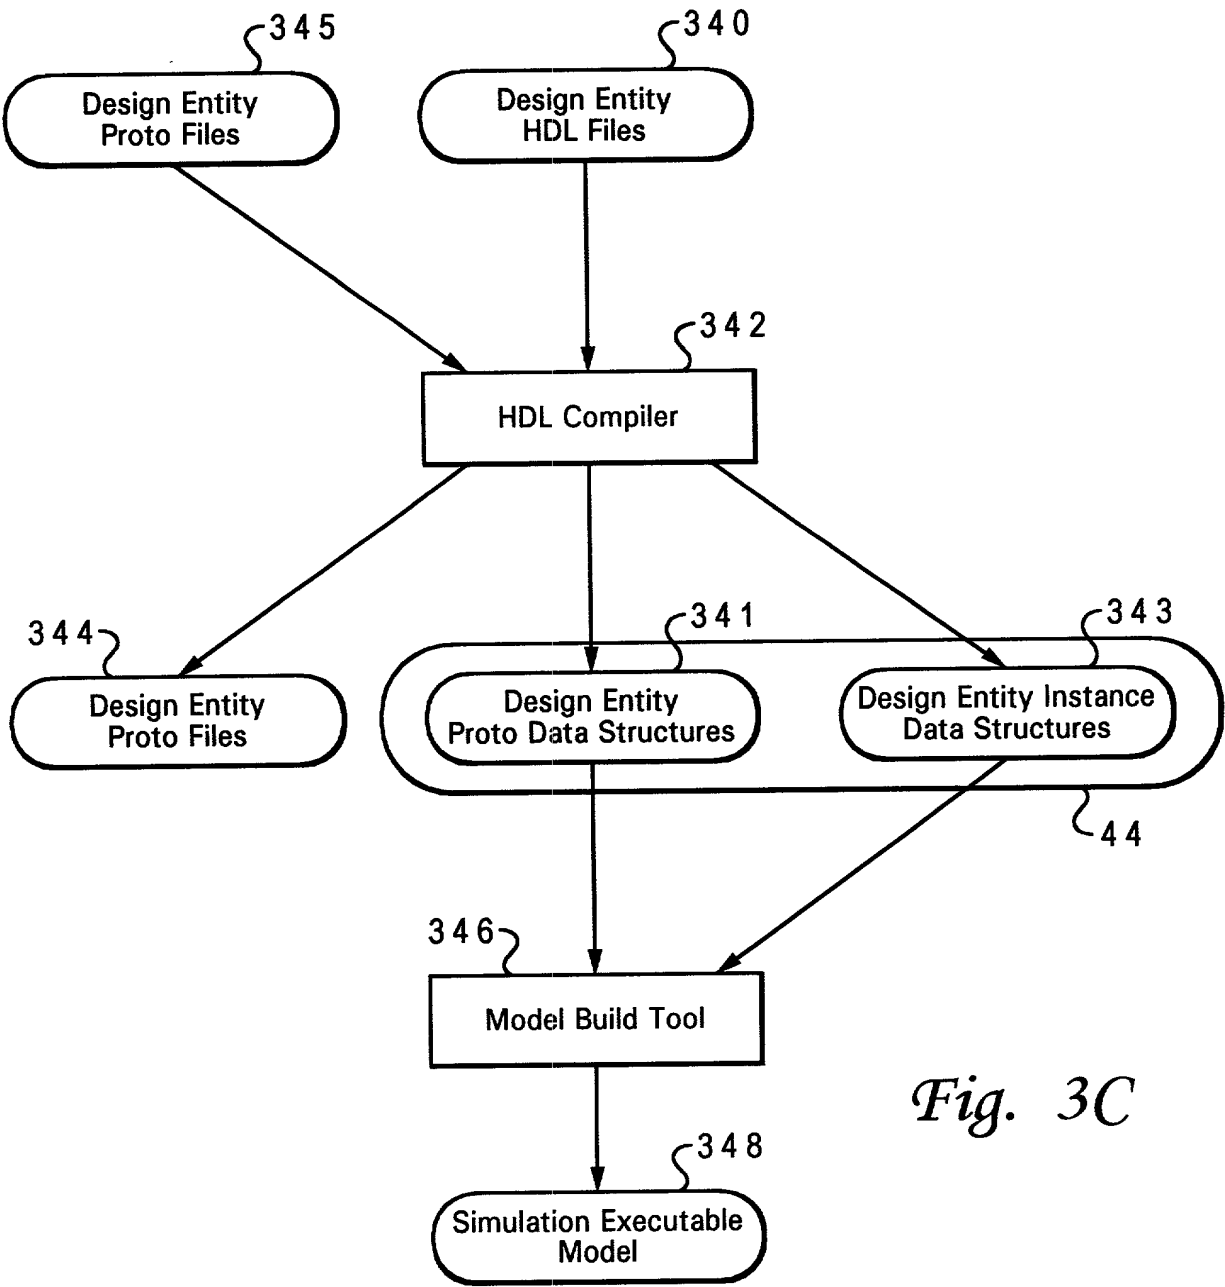 345
340
Design Entity
Proto Files
Design Entity
HDL Files
342
HDL Compiler
344
341
343
Design Entity
Proto Files
Design Entity
Proto Data Structures
Design Entity Instance
Data Structures
44
346
Model Build Tool
Fig. 3C
348
Simulation Executable
Model